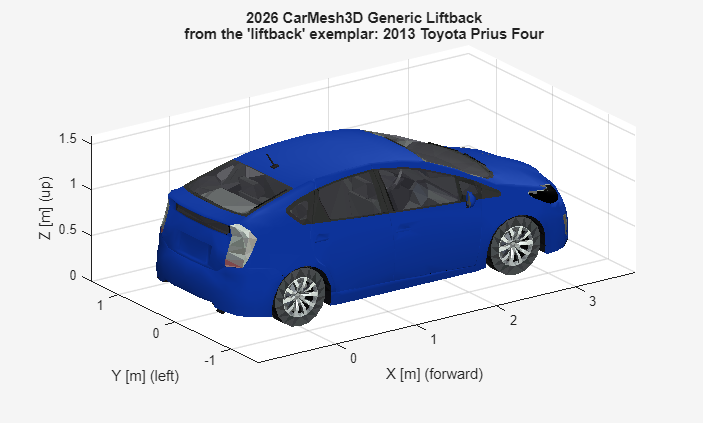 2026 CarMesh3D Generic Liftback
from the 'liftback' exemplar: 2013 Toyota Prius Four
1.5
1
0.5
0
Z [m] (up)
1
0
-1
Y [m] (left)
0
1
2
3
X [m] (forward)